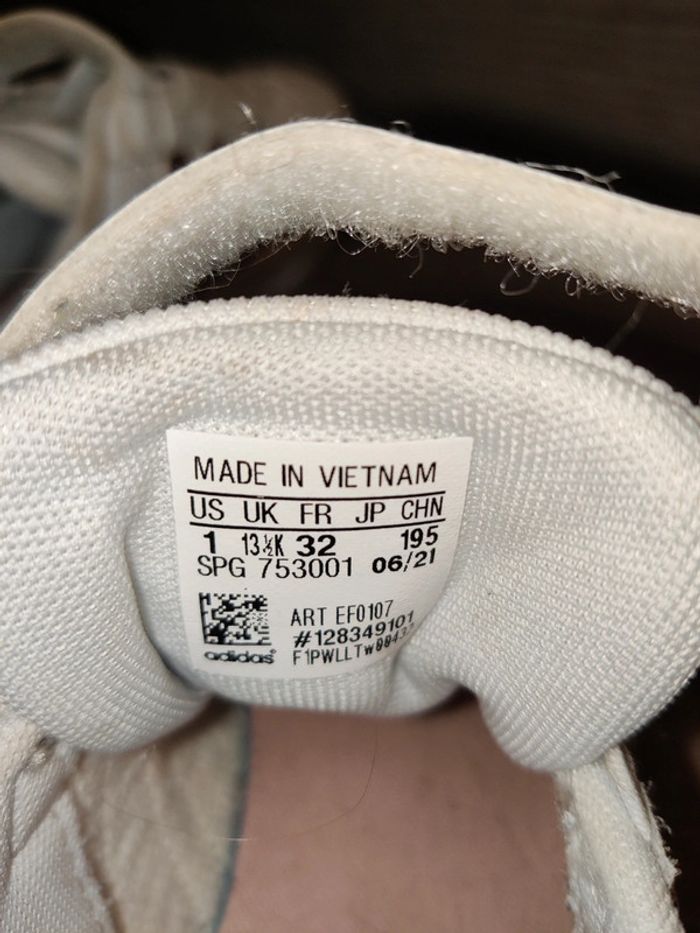 MADE IN VIETNAM
US UK FR JP CHN
1 13½K 32 195
SPG 753001 06/21
ART EF0107
#128349101
adidas